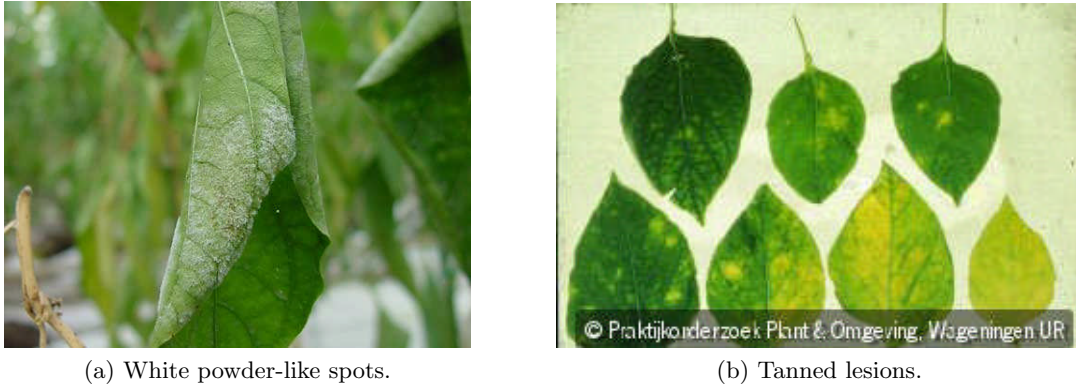 © Praktijkonderzoek Plant & Omgeving, Wageningen UR
(a) White powder-like spots.
(b) Tanned lesions.